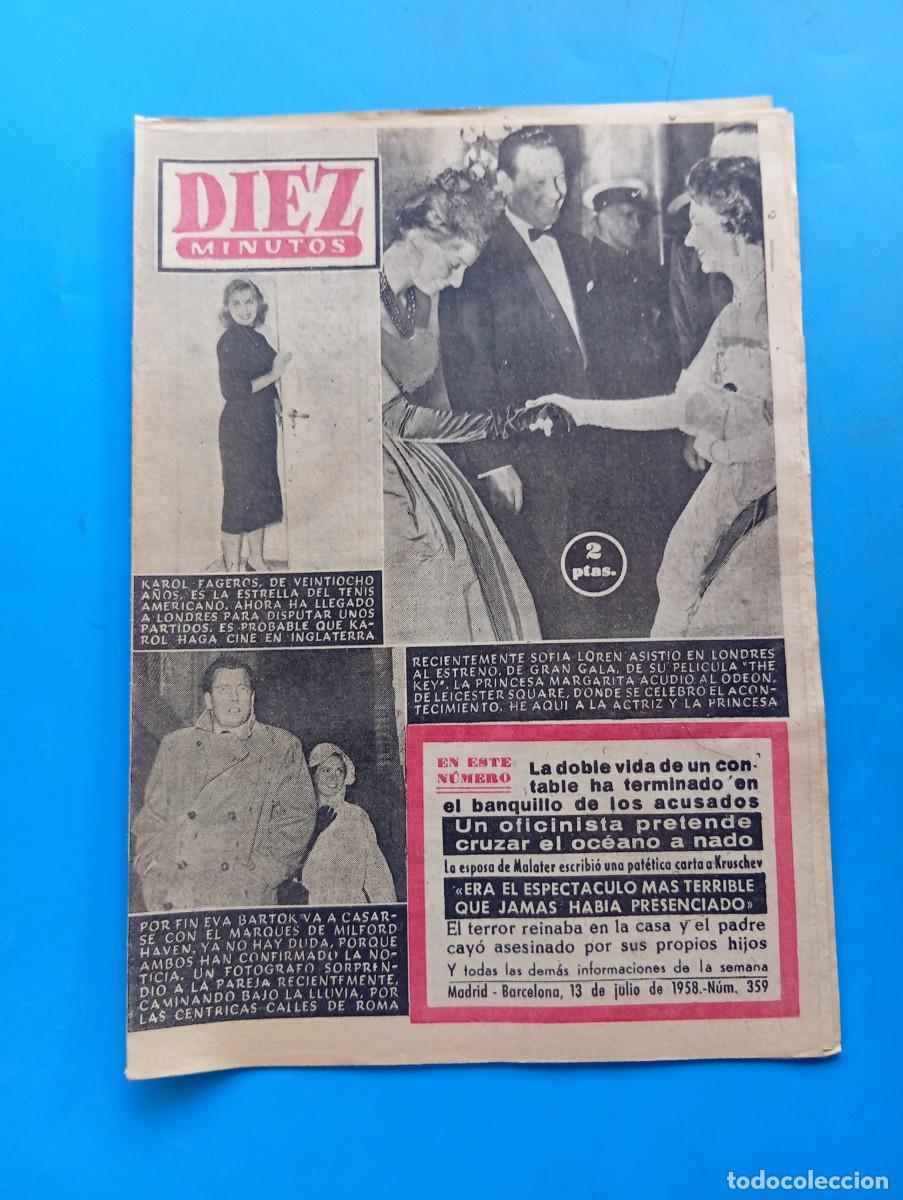 DIEZ
MINUTOS
2
ptas.
KAROL FAGEROS, DE VEINTIOCHO
AÑOS, ES LA ESTRELLA DEL TENIS
AMERICANO. AHORA HA LLEGADO
A LONDRES PARA DISPUTAR UNOS
PARTIDOS. ES PROBABLE QUE KA-
ROL HAGA CINE EN INGLATERRA
RECIENTEMENTE SOFIA LOREN ASISTIO EN LONDRES
AL ESTRENO, DE GRAN GALA, DE SU PELICULA "THE
KEY". LA PRINCESA MARGARITA ACUDIO AL ODEON,
DE LEICESTER SQUARE, DONDE SE CELEBRO EL ACON-
TECIMIENTO. HE AQUI A LA ACTRIZ Y LA PRINCESA
POR FIN EVA BARTOK VA A CASAR-
SE CON EL MARQUES DE MILFORD
HAVEN. YA NO HAY DUDA, PORQUE
AMBOS HAN CONFIRMADO LA NO-
TICIA. UN FOTOGRAFO SORPREN-
DIO A LA PAREJA RECIENTEMENTE,
CAMINANDO BAJO LA LLUVIA, POR
LAS CENTRICAS CALLES DE ROMA
EN ESTE
NÚMERO
La doble vida de un con-
table ha terminado en
el banquillo de los acusados
Un oficinista pretende
cruzar el océano a nado
La esposa de Malater escribió una patética carta a Kruschev
«ERA EL ESPECTACULO MAS TERRIBLE
QUE JAMAS HABIA PRESENCIADO»
El terror reinaba en la casa y el padre
cayó asesinado por sus propios hijos
Y todas las demás informaciones de la semana
Madrid - Barcelona, 13 de julio de 1958.-Núm. 359
todocoleccion